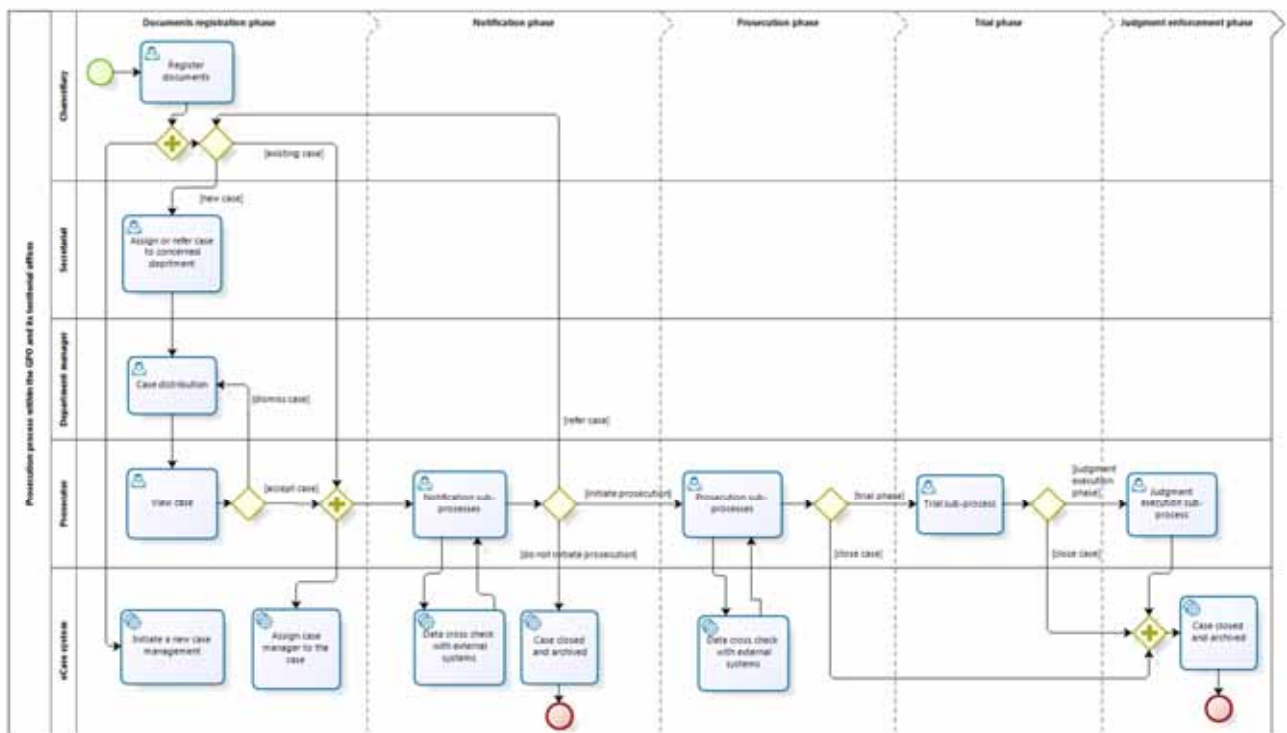 Documents registration phase
Notification phase
Prosecution phase
Trial phase
Judgment enforcement phase
Prosecution process within the GPO and its territorial offices
Chancellary
Register
documents
[existing case]
[new case]
Secretariat
Assign or refer case
to concerned
department
Department manager
Case distribution
[dismiss case]
[refer case]
Prosecutor
View case
[accept case]
Notification sub-
processes
[initiate prosecution]
[do not initiate prosecution]
Prosecution sub-
processes
[trial phase]
[close case]
Trial sub-process
[judgment
execution
phase]
[close case]
Judgment
execution sub-
process
eCase system
Initiate a new case
management
Assign case
manager to the
case
Data cross check
with external
systems
Case closed
and archived
Data cross check
with external
systems
Case closed
and archived